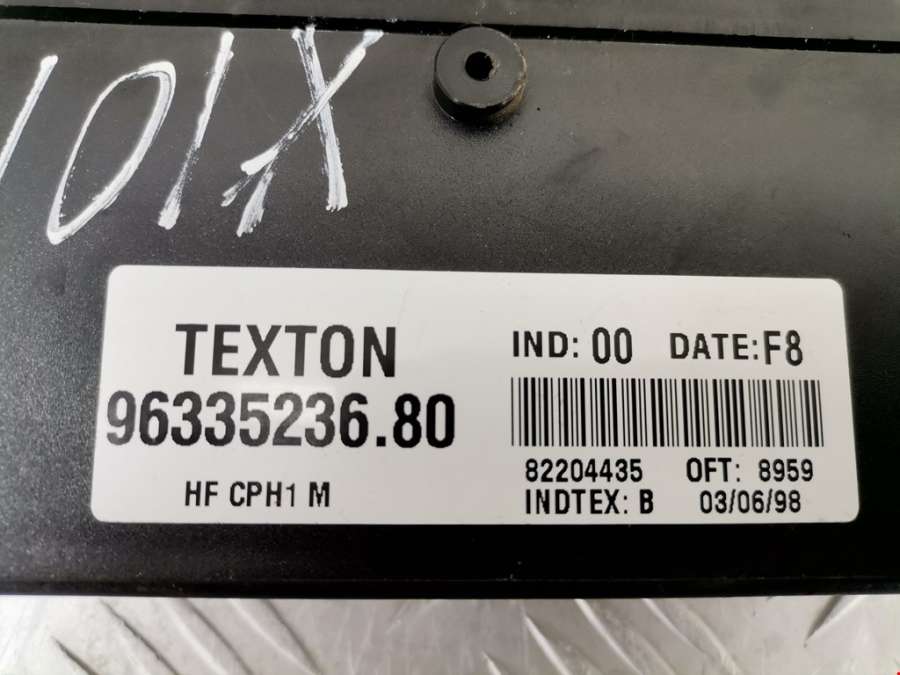 101X
TEXTON
96335236.80
HF CPH1 M
IND: 00 DATE: F8
82204435 OFT: 8959
INDTEX: B 03/06/98